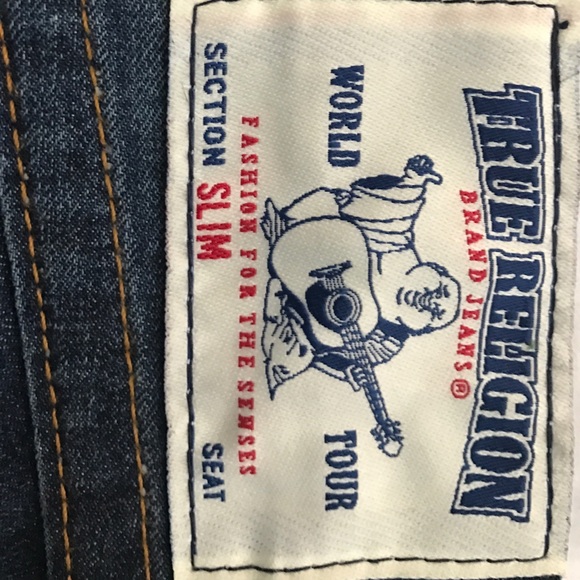 TRUE RELIGION
BRAND JEANS®
WORLD TOUR
FASHION FOR THE SENSES
SECTION SLIM SEAT